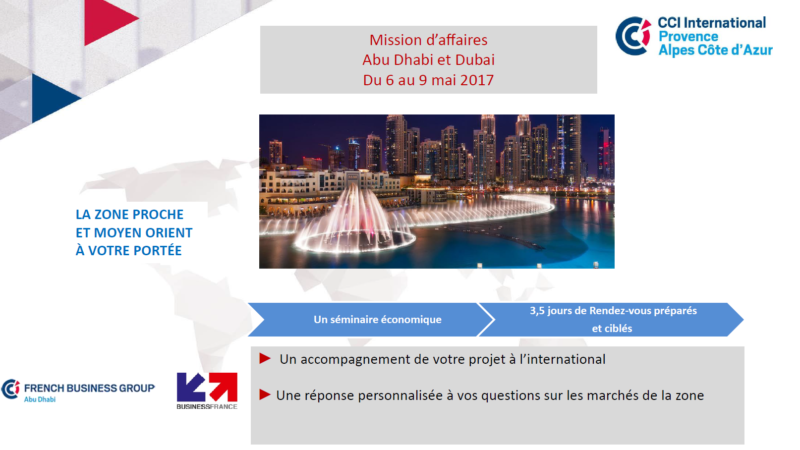 Mission d'affaires
Abu Dhabi et Dubai
Du 6 au 9 mai 2017
CCI International
Provence
Alpes Côte d'Azur
LA ZONE PROCHE
ET MOYEN ORIENT
À VOTRE PORTÉE
Un séminaire économique
3,5 jours de Rendez-vous préparés
et ciblés
Un accompagnement de votre projet à l'international
Une réponse personnalisée à vos questions sur les marchés de la zone
CCI FRENCH BUSINESS GROUP
Abu Dhabi
BUSINESSFRANCE